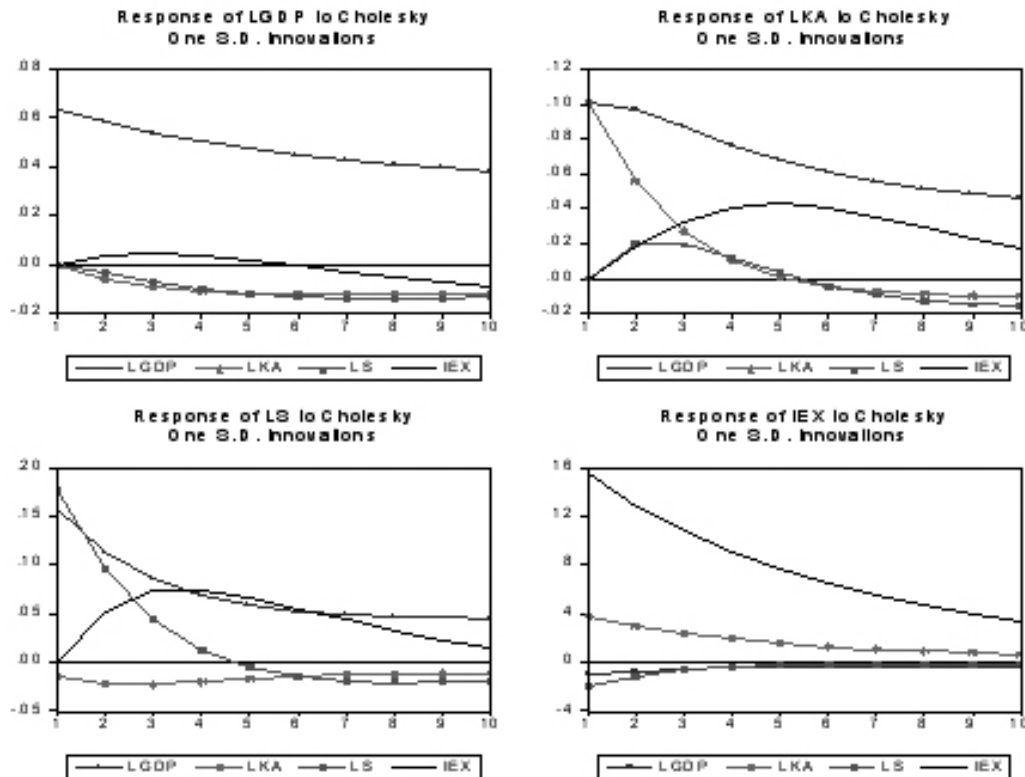 Response of LGDP to Cholesky
One S.D. Innovations
.08
.06
.04
.02
.00
-.02
1 2 3 4 5 6 7 8 9 10
LGDP LKA LS IEX
Response of LKA to Cholesky
One S.D. Innovations
.12
.10
.08
.06
.04
.02
.00
-.02
1 2 3 4 5 6 7 8 9 10
LGDP LKA LS IEX
Response of LS to Cholesky
One S.D. Innovations
.20
.15
.10
.05
.00
-.05
1 2 3 4 5 6 7 8 9 10
LGDP LKA LS IEX
Response of IEX to Cholesky
One S.D. Innovations
16
12
8
4
0
-4
1 2 3 4 5 6 7 8 9 10
LGDP LKA LS IEX